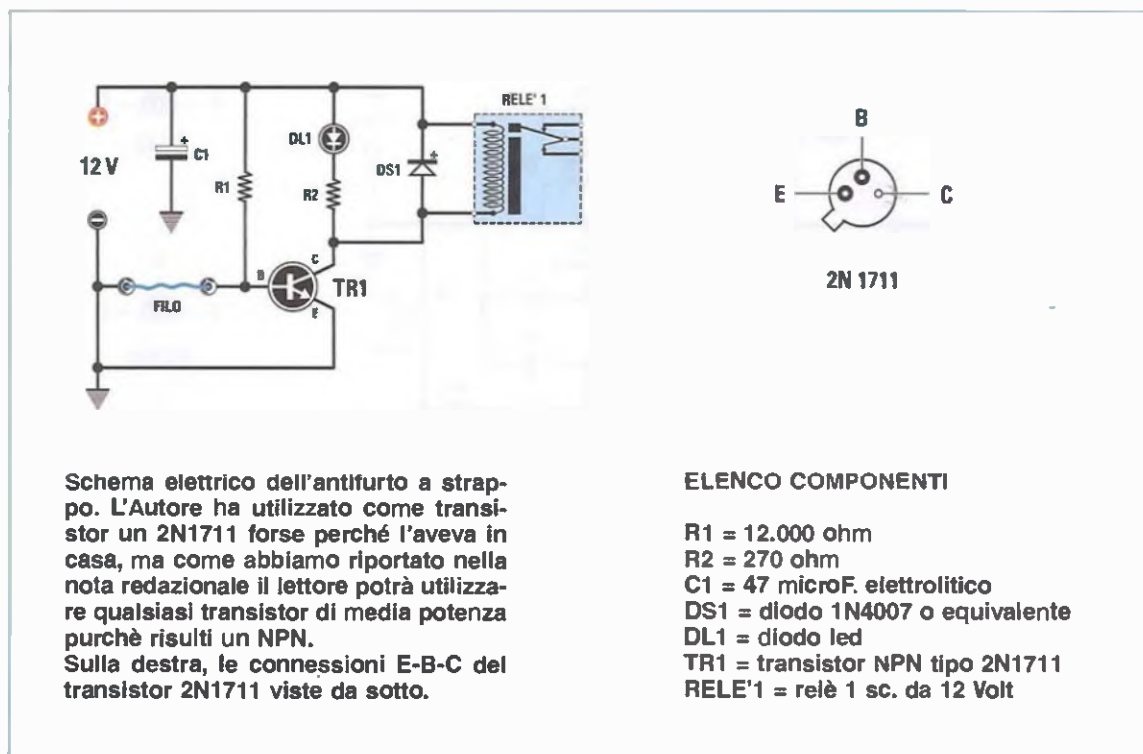 RELE' 1
DL1
C1
12 V
R1
R2
DS1
C
B
TR1
E
FILO
B
E
C
2N 1711
Schema elettrico dell'antifurto a strap-
po. L'Autore ha utilizzato come transi-
stor un 2N1711 forse perché l'aveva in
casa, ma come abbiamo riportato nella
nota redazionale il lettore potrà utilizza-
re qualsiasi transistor di media potenza
purchè risulti un NPN.
Sulla destra, le connessioni E-B-C del
transistor 2N1711 viste da sotto.
ELENCO COMPONENTI
R1 = 12.000 ohm
R2 = 270 ohm
C1 = 47 microF. elettrolitico
DS1 = diodo 1N4007 o equivalente
DL1 = diodo led
TR1 = transistor NPN tipo 2N1711
RELE'1 = relè 1 sc. da 12 Volt